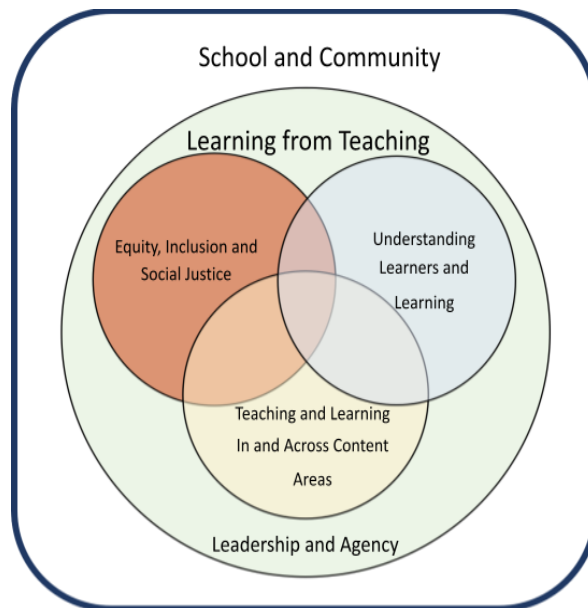 School and Community
Learning from Teaching
Equity, Inclusion and
Social Justice
Understanding
Learners and
Learning
Teaching and Learning
In and Across Content
Areas
Leadership and Agency